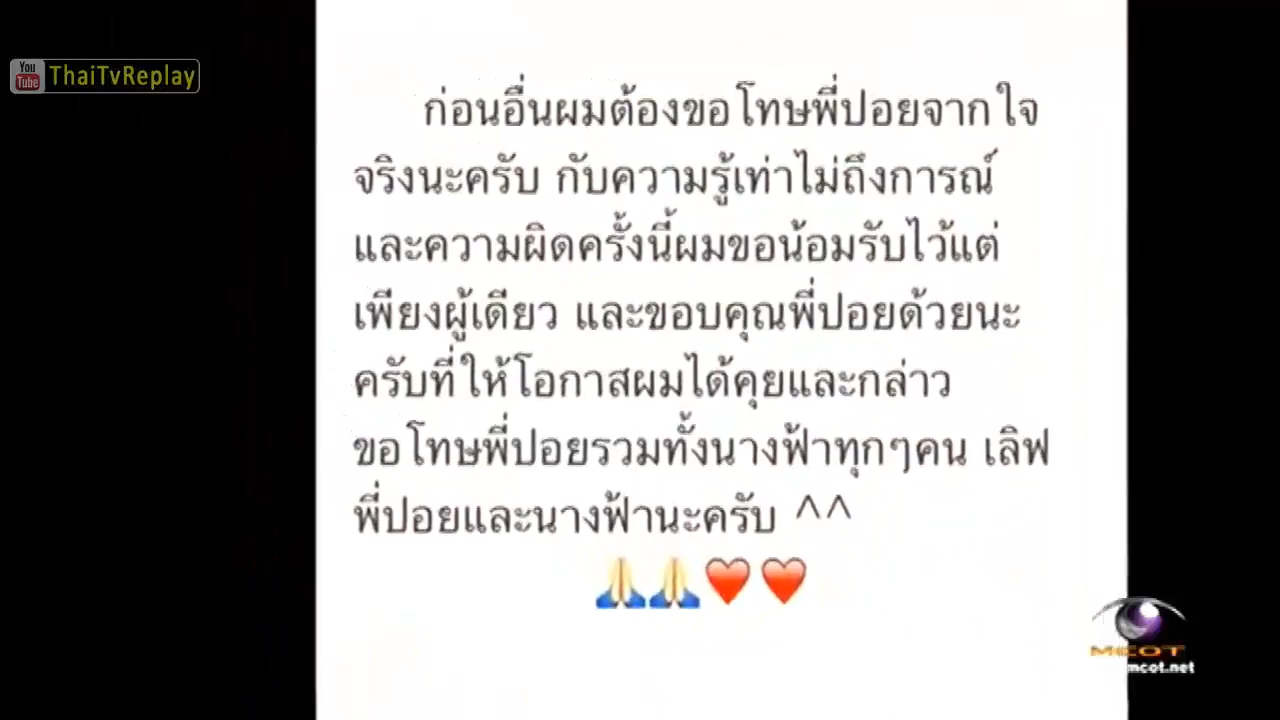 You Tube ThaiTvReplay
ก่อนอื่นผมต้องขอโทษพี่ปอยจากใจ
จริงนะครับ กับความรู้เท่าไม่ถึงการณ์
และความผิดครั้งนี้ผมขอน้อมรับไว้แต่
เพียงผู้เดียว และขอบคุณพี่ปอยด้วยนะ
ครับที่ให้โอกาสผมได้คุยและกล่าว
ขอโทษพี่ปอยรวมทั้งนางฟ้าทุกๆคน เลิฟ
พี่ปอยและนางฟ้านะครับ ^^
🙏🙏❤️❤️
MCOT
mcot.net